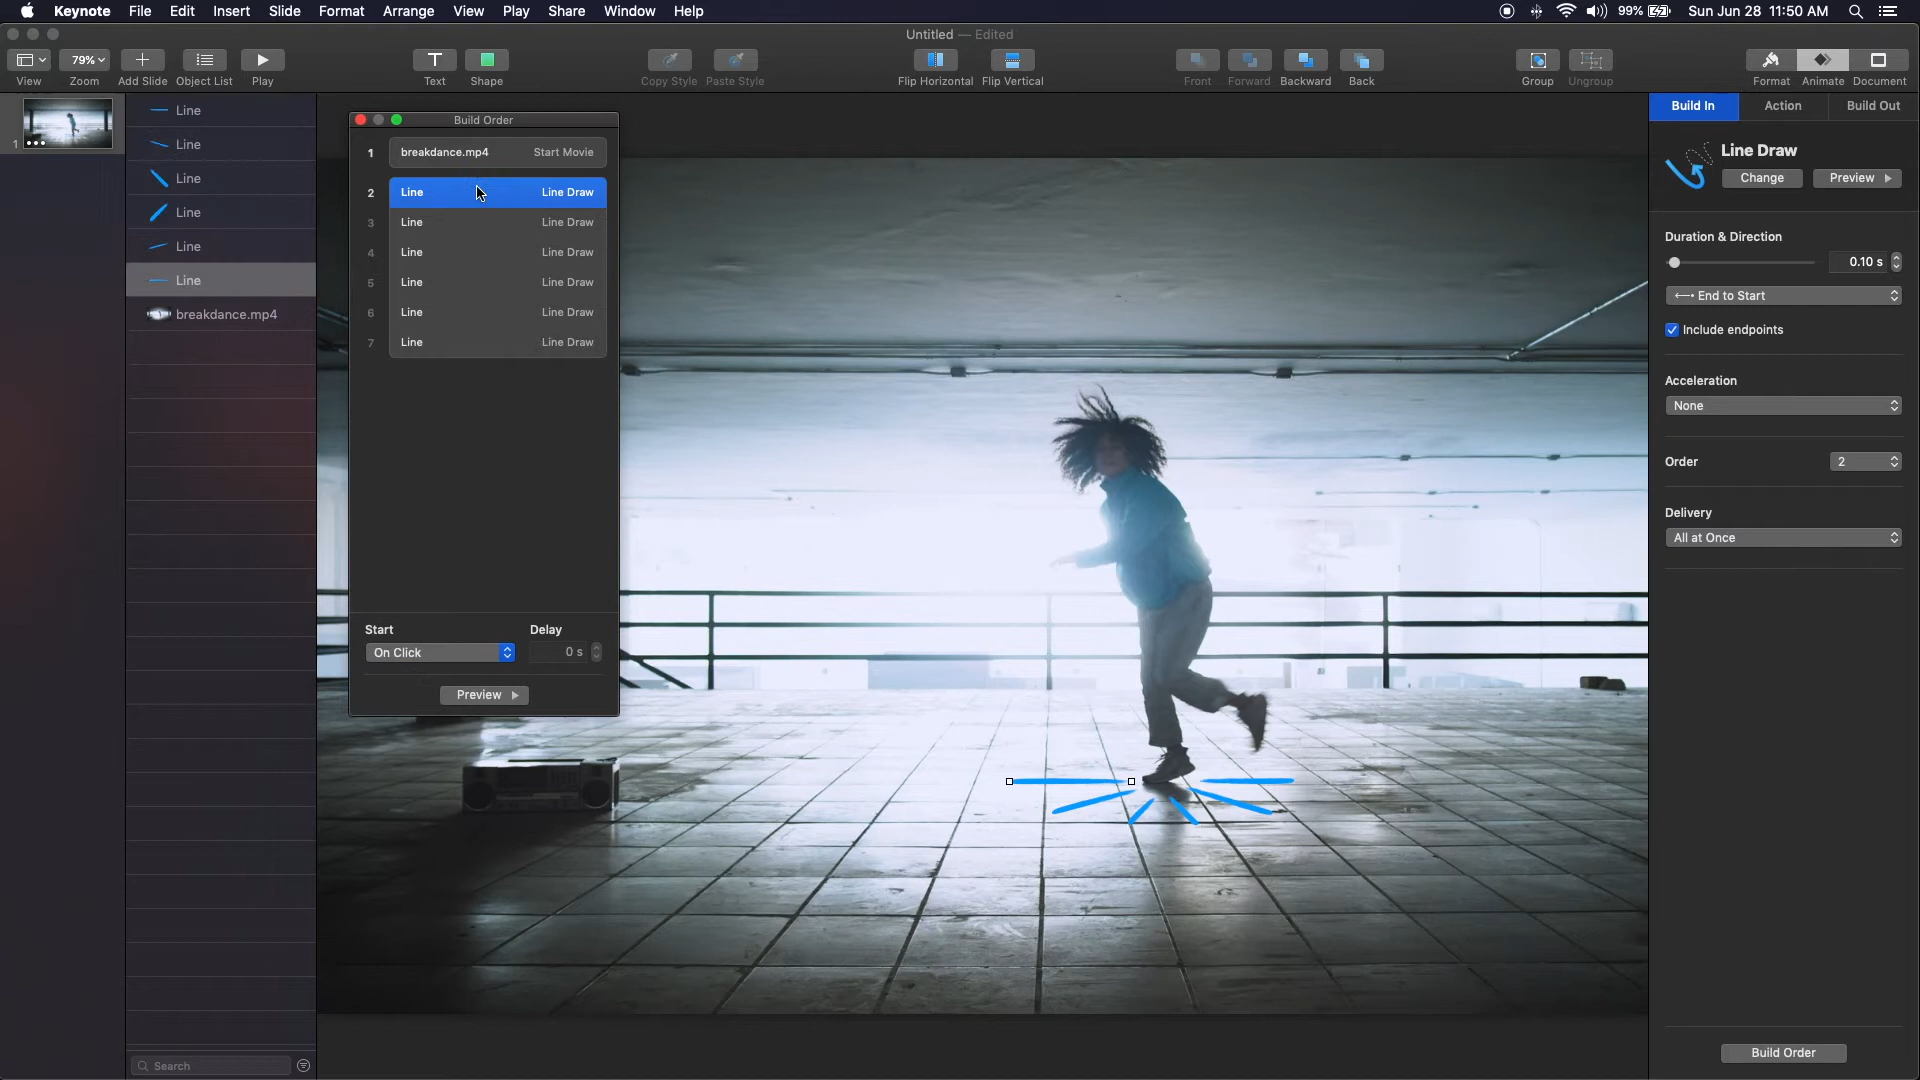 Keynote File Edit Insert Slide Format Arrange View Play Share Window Help
99% Sun Jun 28 11:50 AM
Untitled — Edited
79%
View Zoom Add Slide Object List Play Text Shape Copy Style Paste Style Flip Horizontal Flip Vertical Front Forward Backward Back Group Ungroup Format Animate Document
1
Line
Line
Line
Line
Line
Line
breakdance.mp4
Search
Build Order
1 breakdance.mp4 Start Movie
2 Line Line Draw
3 Line Line Draw
4 Line Line Draw
5 Line Line Draw
6 Line Line Draw
7 Line Line Draw
Start Delay
On Click 0 s
Preview
Build In Action Build Out
Line Draw
Change Preview
Duration & Direction
0.10 s
End to Start
Include endpoints
Acceleration
None
Order 2
Delivery
All at Once
Build Order